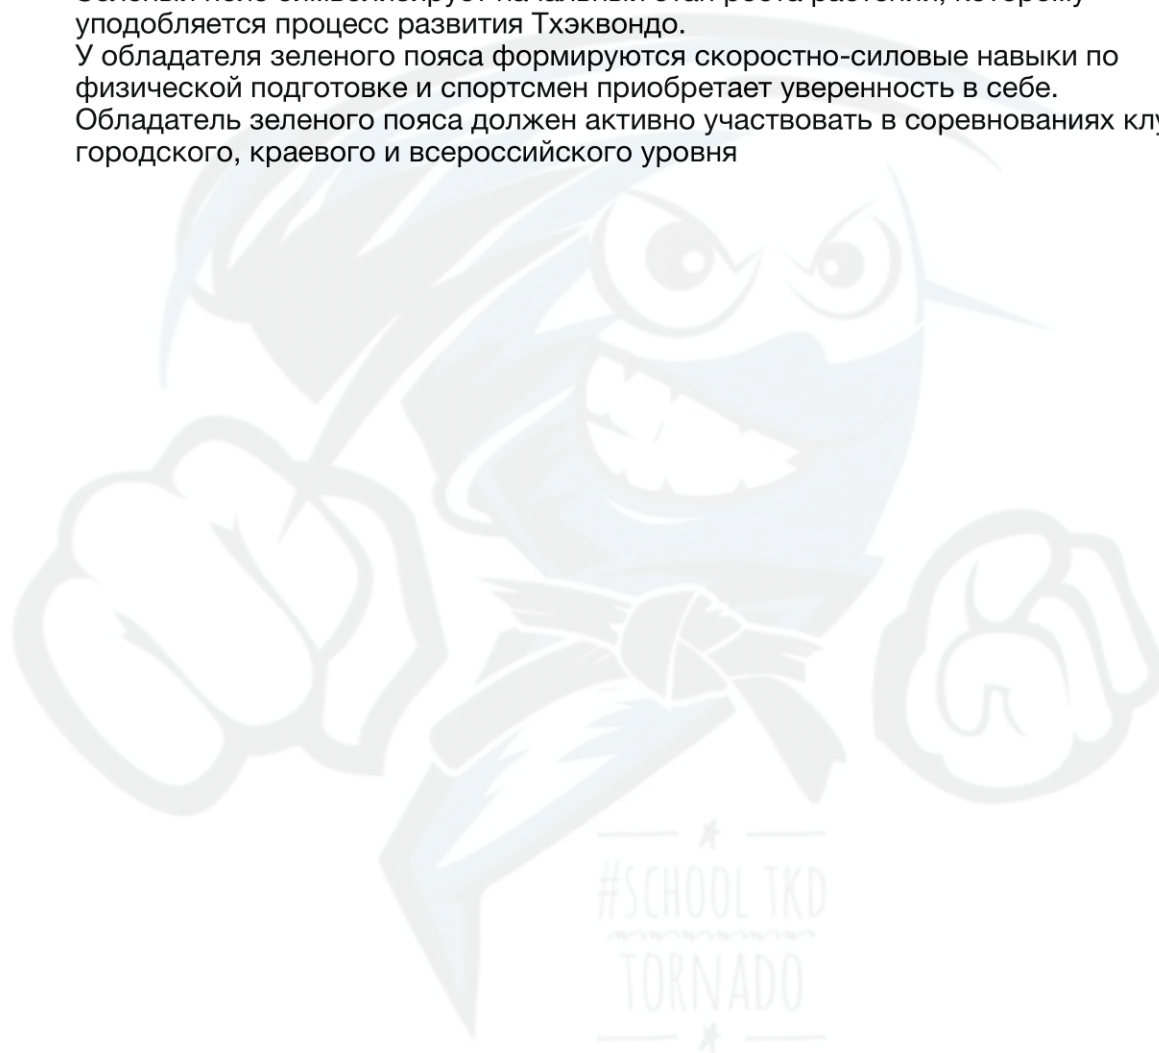 уподобляется процесс развития Тхэквондо.
У обладателя зеленого пояса формируются скоростно-силовые навыки по
физической подготовке и спортсмен приобретает уверенность в себе.
Обладатель зеленого пояса должен активно участвовать в соревнованиях
городского, краевого и всероссийского уровня
#SCHOOL TKD
TORNADO